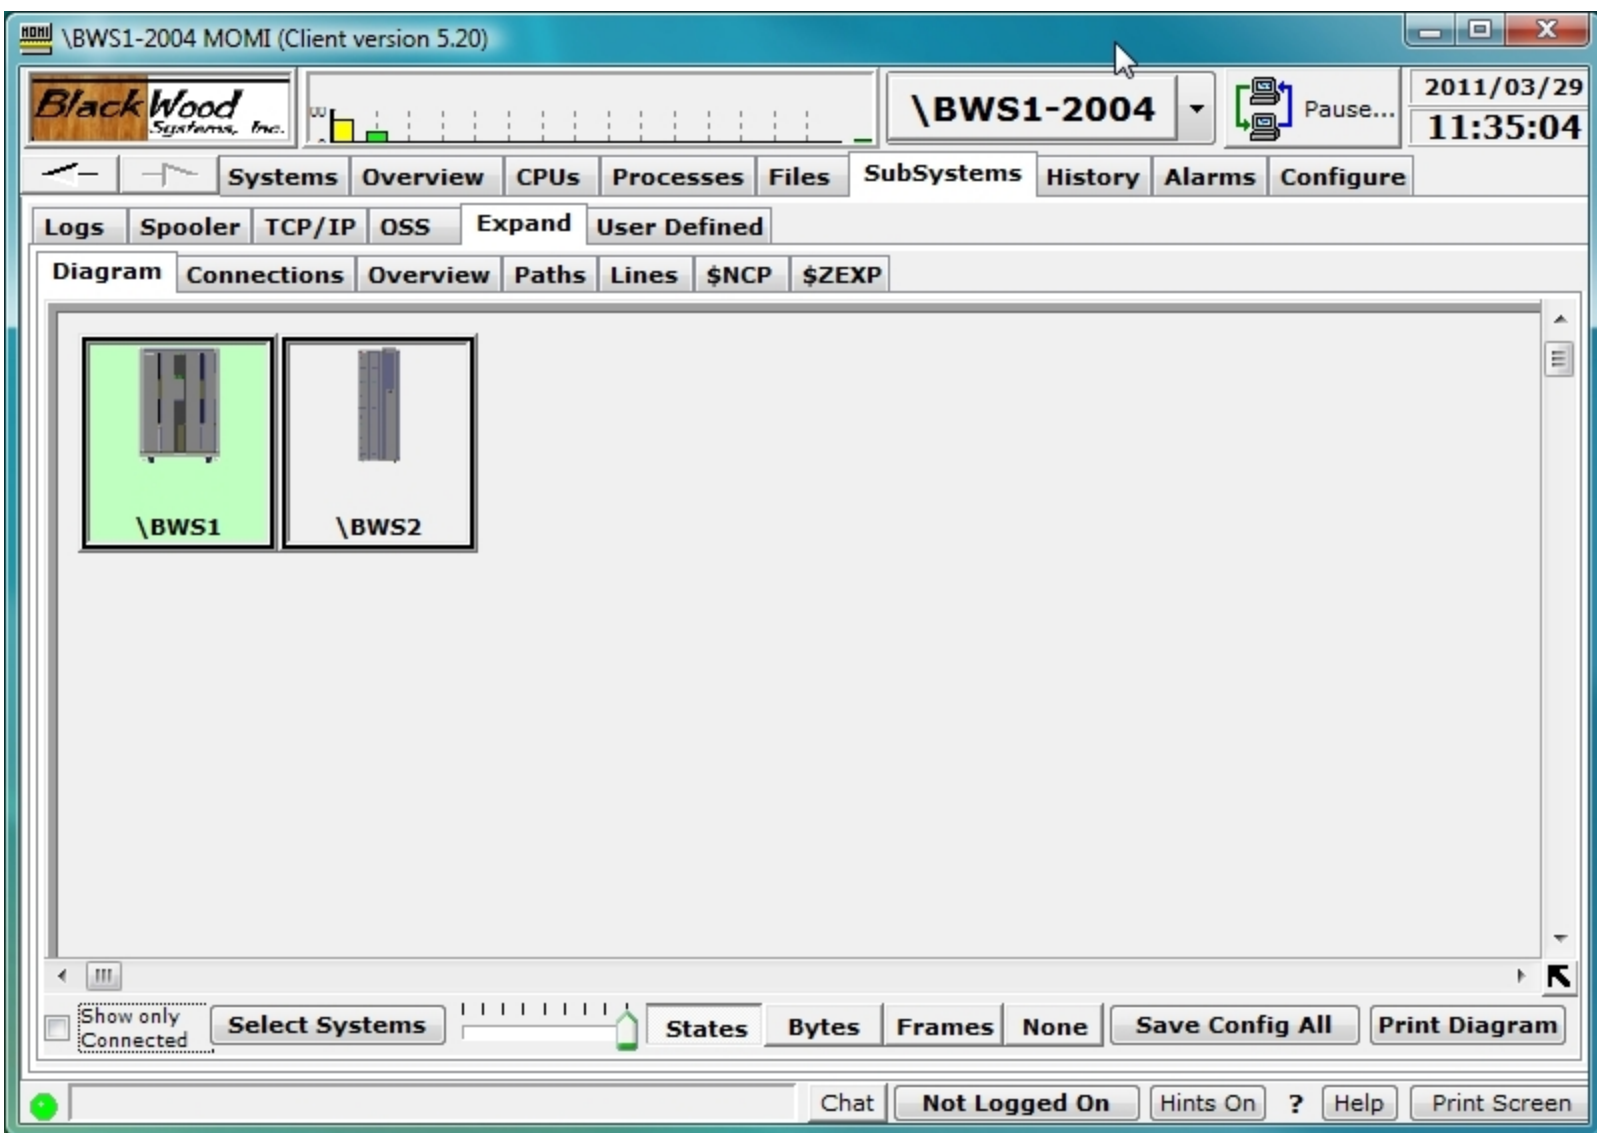 \BWS1-2004 MOMI (Client version 5.20)
BlackWood
Systems, Inc.
\BWS1-2004
Pause...
2011/03/29
11:35:04
Systems Overview CPUs Processes Files SubSystems History Alarms Configure
Logs Spooler TCP/IP OSS Expand User Defined
Diagram Connections Overview Paths Lines $NCP $ZEXP
\BWS1 \BWS2
Show only
Connected
Select Systems States Bytes Frames None Save Config All Print Diagram
Chat Not Logged On Hints On ? Help Print Screen